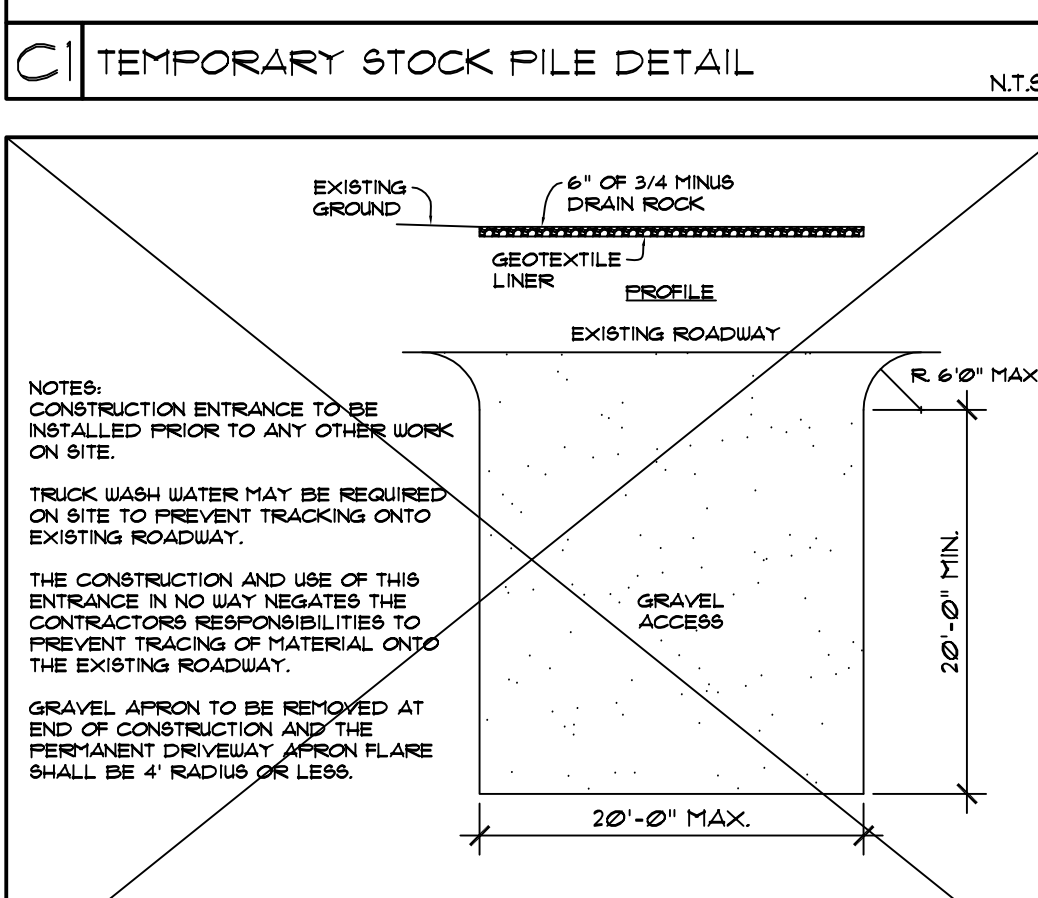 C1 TEMPORARY STOCK PILE DETAIL
N.T.S
EXISTING
GROUND
6" OF 3/4 MINUS
DRAIN ROCK
GEOTEXTILE
LINER
PROFILE
EXISTING ROADWAY
R 6'0" MAX
NOTES:
CONSTRUCTION ENTRANCE TO BE
INSTALLED PRIOR TO ANY OTHER WORK
ON SITE.
TRUCK WASH WATER MAY BE REQUIRED
ON SITE TO PREVENT TRACKING ONTO
EXISTING ROADWAY.
THE CONSTRUCTION AND USE OF THIS
ENTRANCE IN NO WAY NEGATES THE
CONTRACTORS RESPONSIBILITIES TO
PREVENT TRACING OF MATERIAL ONTO
THE EXISTING ROADWAY.
GRAVEL APRON TO BE REMOVED AT
END OF CONSTRUCTION AND THE
PERMANENT DRIVEWAY APRON FLARE
SHALL BE 4' RADIUS OR LESS.
GRAVEL
ACCESS
20'-0" MIN.
20'-0" MAX.